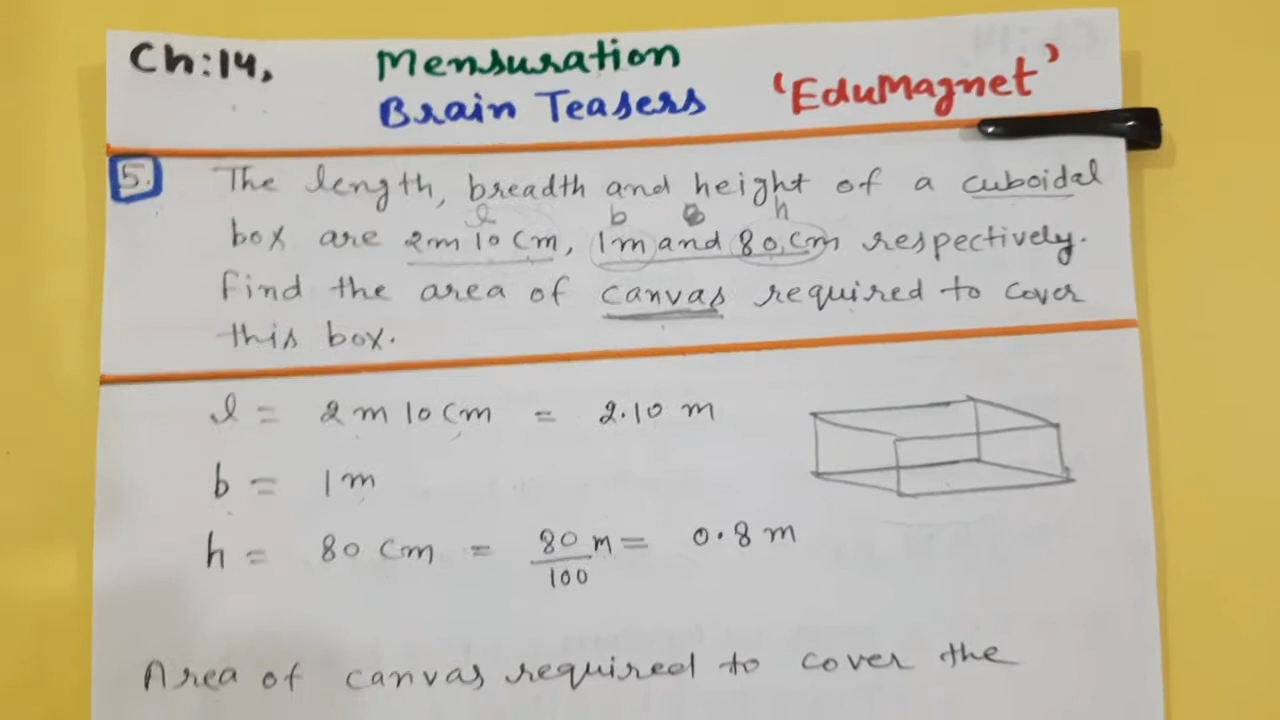 Ch:14, Mensuration
Brain Teasers 'EduMagnet'
5. The length, breadth and height of a cuboidal
l b h
box are 2m 10 cm, 1m and 80 cm respectively.
Find the area of canvas required to cover
this box.
l = 2 m 10 cm = 2.10 m
b = 1 m
h = 80 cm = 80/100 m = 0.8 m
Area of canvas required to cover the